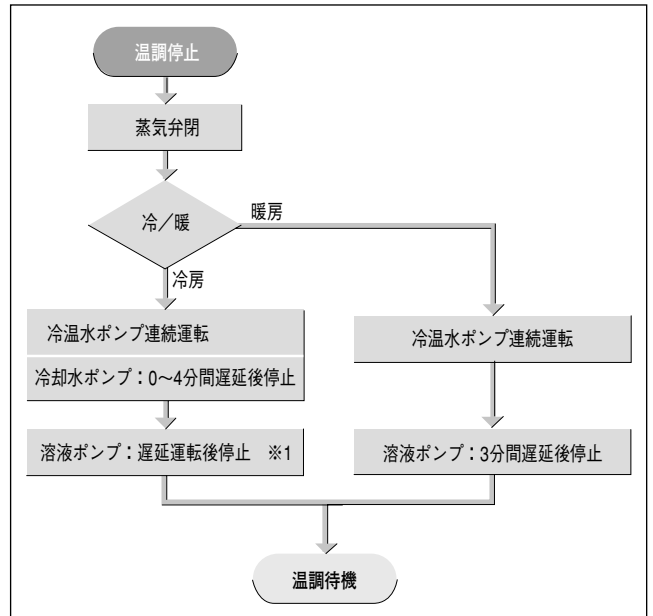 温調停止
蒸気弁閉
冷／暖
暖房
冷房
冷温水ポンプ連続運転
冷却水ポンプ：0～4分間遅延後停止
溶液ポンプ：遅延運転後停止　※1
冷温水ポンプ連続運転
溶液ポンプ：3分間遅延後停止
温調待機